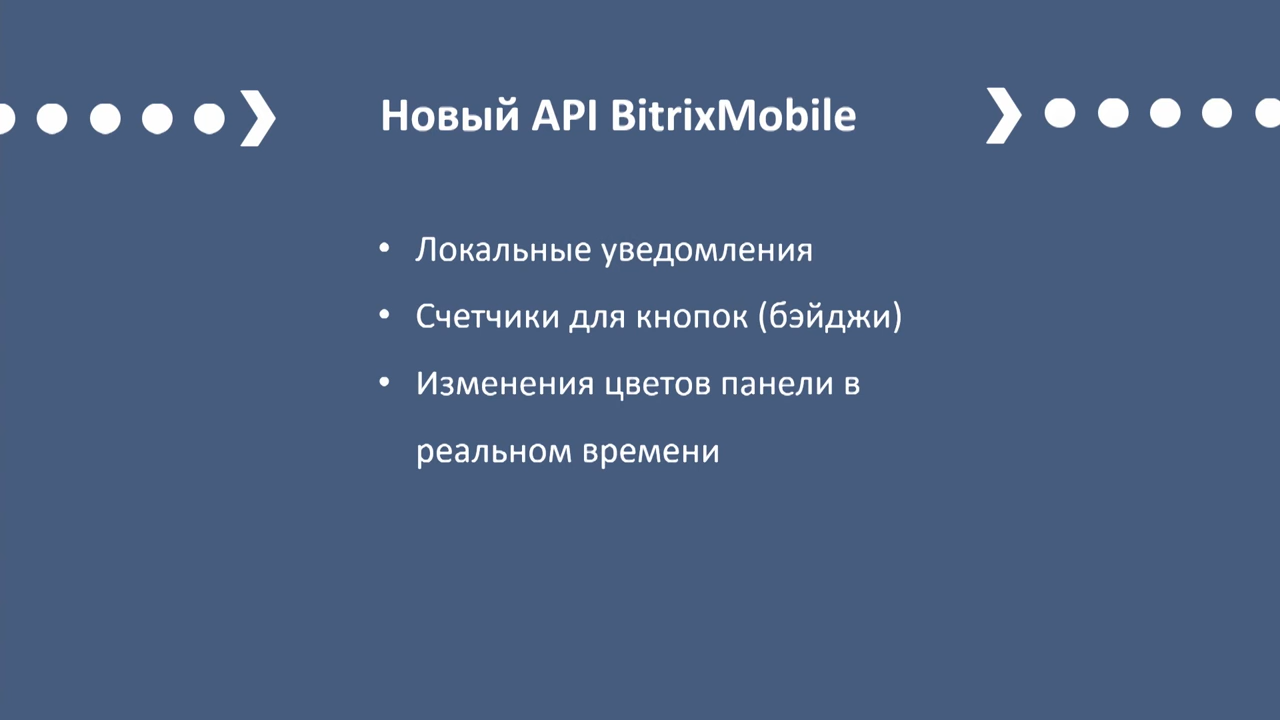 Новый API BitrixMobile
• Локальные уведомления
• Счетчики для кнопок (бэйджи)
• Изменения цветов панели в
реальном времени